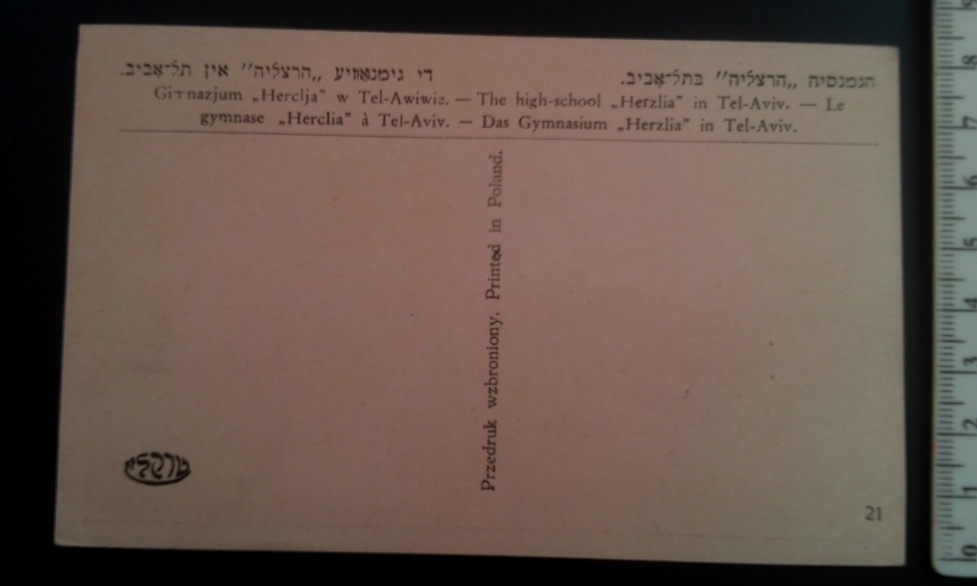 הגמנסיה „הרצליה” בתל־אביב. די גימנאזיע „הרצליה” אין תל־אביב.
Gimnazjum „Herclja” w Tel-Awiwie. — The high-school „Herzlia” in Tel-Aviv. — Le
gymnase „Herclia” à Tel-Aviv. — Das Gymnasium „Herzlia” in Tel-Aviv.
Przedruk wzbroniony. Printed in Poland.
21